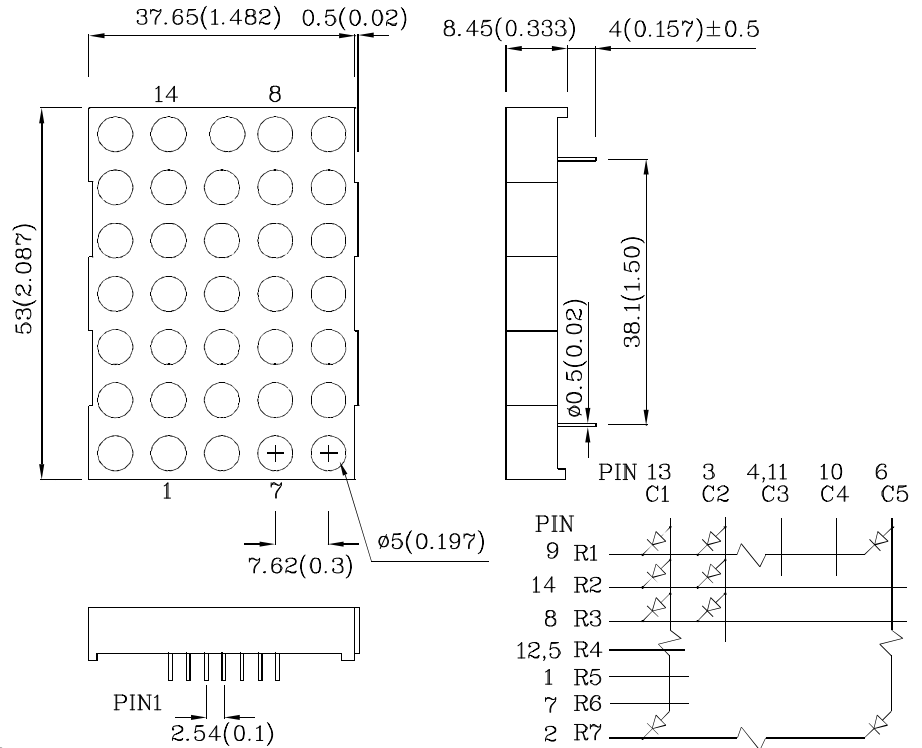 37.65(1.482) 0.5(0.02) 8.45(0.333) 4(0.157)±0.5
14 8
53(2.087)
1 7
ø5(0.197)
7.62(0.3)
ø0.5(0.02)
38.1(1.50)
PIN1
2.54(0.1)
PIN 13 3 4,11 10 6
C1 C2 C3 C4 C5
PIN
9 R1
14 R2
8 R3
12,5 R4
1 R5
7 R6
2 R7